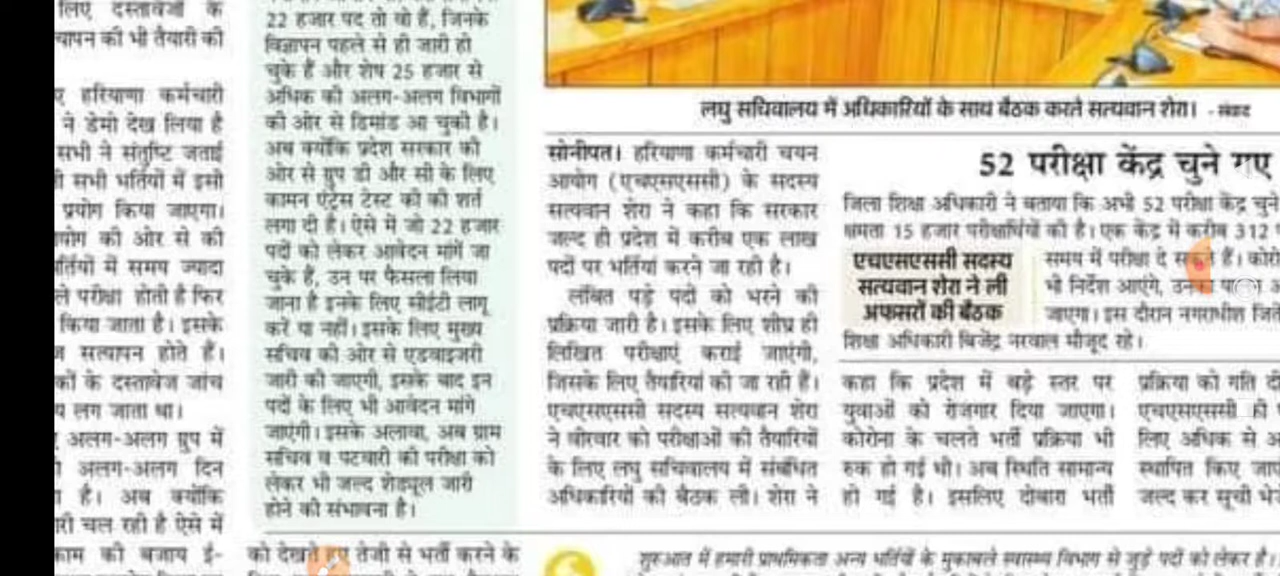 लिए दस्तावेजों के
यापन की भी तैयारी की
ए हरियाणा कर्मचारी
ने डेमो देख लिया है
सभी ने संतुष्टि जताई
सभी भर्तियों में इसी
प्रयोग किया जाएगा।
योग की ओर से की
र्तियों में समय ज्यादा
ले परीक्षा होती है फिर
किया जाता है। इसके
सत्यापन होते हैं।
कों के दस्तावेज जांच
य लग जाता था।
अलग-अलग ग्रुप में
अलग-अलग दिन
है। अब क्योंकि
री चल रही है ऐसे में
काम की बजाय ई-
22 हजार पद तो वो हैं, जिनके
विज्ञापन पहले से ही जारी हो
चुके हैं और शेष 25 हजार से
अधिक की अलग-अलग विभागों
की ओर से डिमांड आ चुकी है।
अब क्योंकि प्रदेश सरकार की
ओर से ग्रुप डी और सी के लिए
कामन एंट्रेंस टेस्ट की की शर्त
लगा दी है। ऐसे में जो 22 हजार
पदों को लेकर आवेदन मांगें जा
चुके हैं, उन पर फैसला लिया
जाना है इनके लिए सीईटी लागू
करें या नहीं। इसके लिए मुख्य
सचिव की ओर से एडवाइजरी
जारी की जाएगी, इसके बाद इन
पदों के लिए भी आवेदन मांगे
जाएंगी। इसके अलावा, अब ग्राम
सचिव व पटवारी की परीक्षा को
लेकर भी जल्द शेड्यूल जारी
होने की संभावना है।
को देखते हुए तेजी से भर्ती करने के
लघु सचिवालय में अधिकारियों के साथ बैठक करते सत्यवान शेरा। - संवाद
सोनीपत। हरियाणा कर्मचारी चयन
आयोग (एचएसएससी) के सदस्य
सत्यवान शेरा ने कहा कि सरकार
जल्द ही प्रदेश में करीब एक लाख
पदों पर भर्तियां करने जा रही है।
लंबित पड़े पदों को भरने की
प्रक्रिया जारी है। इसके लिए शीघ्र ही
लिखित परीक्षाएं कराई जाएंगी,
जिसके लिए तैयारियां की जा रही हैं।
एचएसएससी सदस्य सत्यवान शेरा
ने वीरवार को परीक्षाओं की तैयारियों
के लिए लघु सचिवालय में संबंधित
अधिकारियों की बैठक ली। शेरा ने
52 परीक्षा केंद्र चुने गए
जिला शिक्षा अधिकारी ने बताया कि अभी 52 परीक्षा केंद्र चुने
क्षमता 15 हजार परीक्षार्थियों की है। एक केंद्र में करीब 312
एचएसएससी सदस्य
सत्यवान शेरा ने ली
अफसरों की बैठक
समय में परीक्षा दे सकते हैं। कोरो
भी निर्देश आएंगे, उनका
जाएगा। इस दौरान नगराधीश
शिक्षा अधिकारी बिजेंद्र नरवाल मौजूद रहे।
कहा कि प्रदेश में बड़े स्तर पर
युवाओं को रोजगार दिया जाएगा।
कोरोना के चलते भर्ती प्रक्रिया भी
रुक हो गई थी। अब स्थिति सामान्य
हो गई है। इसलिए दोबारा भर्ती
प्रक्रिया को गति दी
एचएसएससी की
लिए अधिक से अ
स्थापित किए जाएं
जल्द कर सूची भेज
शुरुआत में हमारी प्राथमिकता अन्य भर्तियों के मुकाबले स्वास्थ्य विभाग से जुड़े पदों को लेकर है।